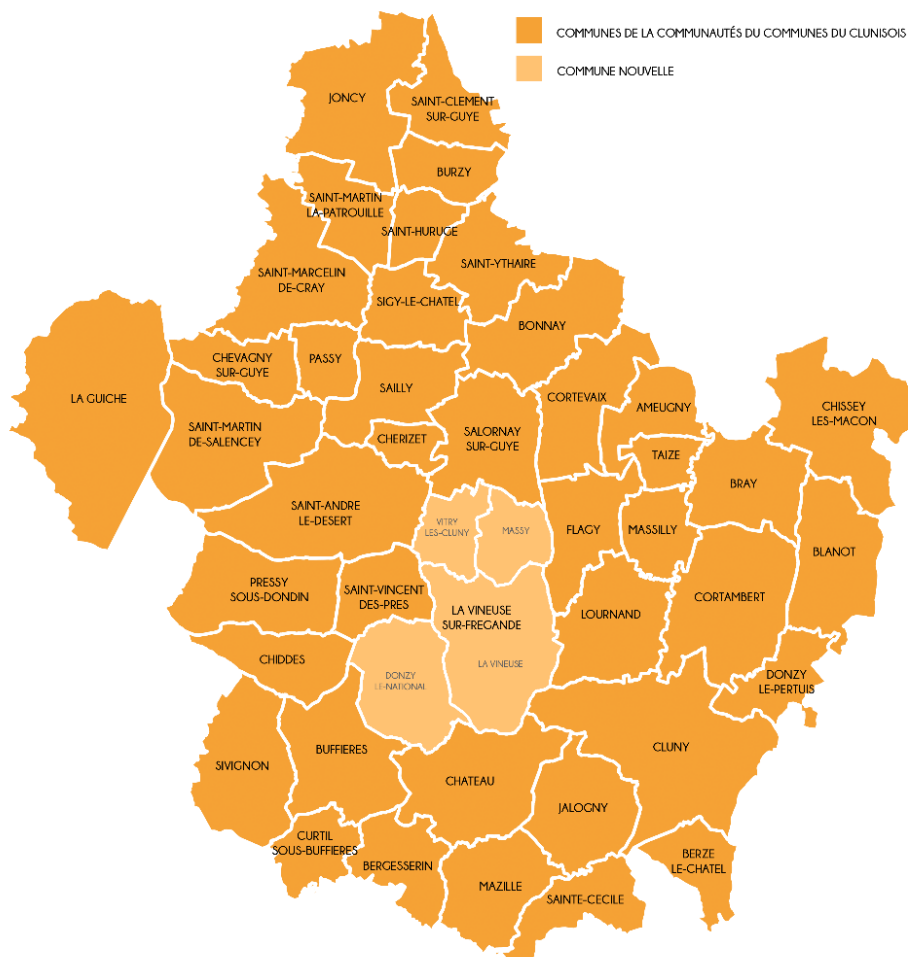 COMMUNES DE LA COMMUNAUTÉS DU COMMUNES DU CLUNISOIS
COMMUNE NOUVELLE
JONCY
SAINT-CLEMENT
SUR-GUYE
BURZY
SAINT-MARTIN
LA-PATROUILLE
SAINT-HURUGE
SAINT-YTHAIRE
SAINT-MARCELIN
DE-CRAY
SIGY-LE-CHATEL
BONNAY
CHEVAGNY
SUR-GUYE
PASSY
SAILLY
CORTEVAIX
AMEUGNY
CHISSEY
LES-MACON
LA GUICHE
SAINT-MARTIN
DE-SALENCEY
CHERIZET
SALORNAY
SUR-GUYE
TAIZE
BRAY
SAINT-ANDRE
LE-DESERT
VITRY
LES-CLUNY
MASSY
FLAGY
MASSILLY
BLANOT
PRESSY
SOUS-DONDIN
SAINT-VINCENT
DES-PRES
LA VINEUSE
SUR-FREGANDE
LOURNAND
CORTAMBERT
CHIDDES
DONZY
LE-NATIONAL
LA VINEUSE
DONZY
LE-PERTUIS
SIVIGNON
BUFFIERES
CHATEAU
CLUNY
JALOGNY
CURTIL
SOUS-BUFFIERES
BERGESSERIN
MAZILLE
SAINTE-CECILE
BERZE
LE-CHATEL